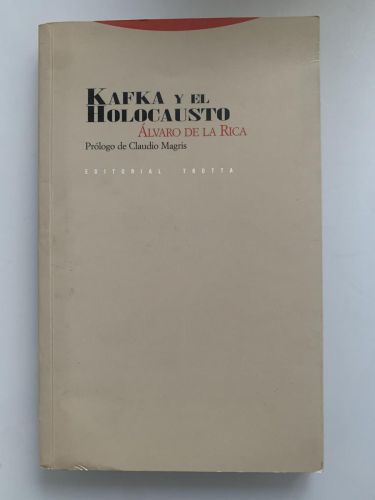 KAFKA Y EL
HOLOCAUSTO
ÁLVARO DE LA RICA
Prólogo de Claudio Magris
EDITORIAL TROTTA